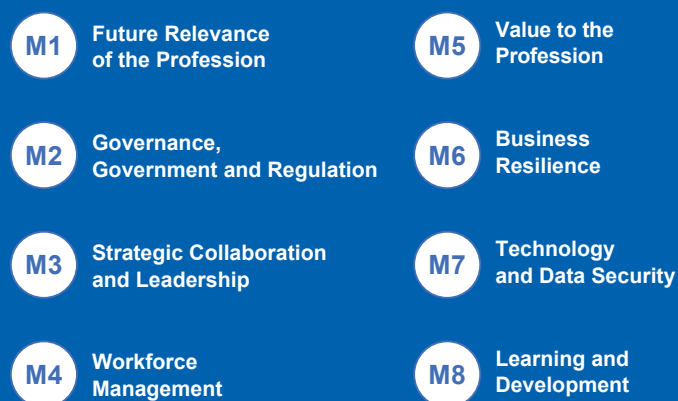 M1
Future Relevance
of the Profession
M2
Governance,
Government and Regulation
M3
Strategic Collaboration
and Leadership
M4
Workforce
Management
M5
Value to the
Profession
M6
Business
Resilience
M7
Technology
and Data Security
M8
Learning and
Development